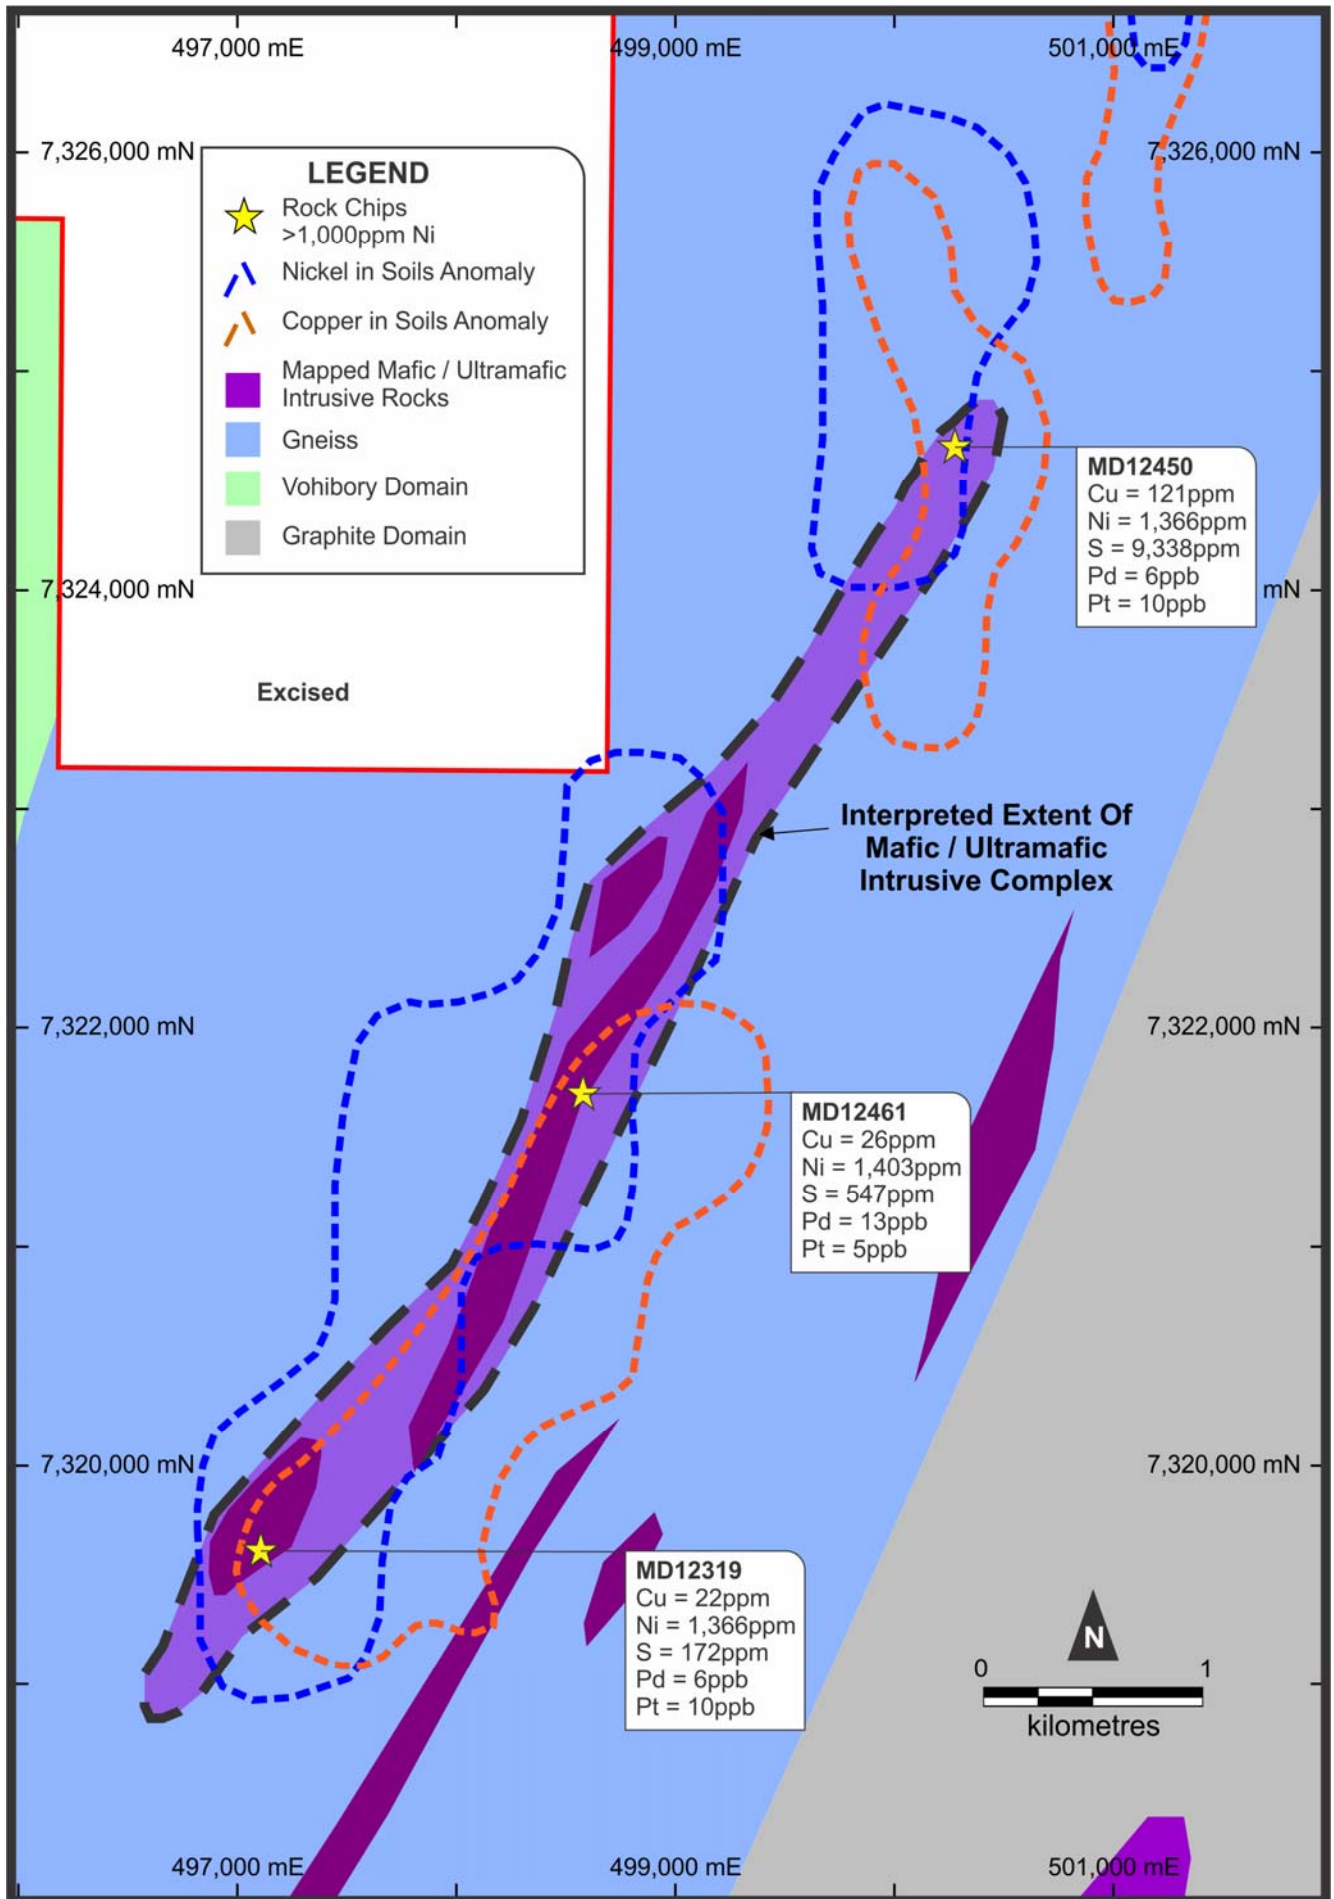 497,000 mE
499,000 mE
501,000 mE
7,326,000 mN
7,326,000 mN
LEGEND
Rock Chips
>1,000ppm Ni
Nickel in Soils Anomaly
Copper in Soils Anomaly
Mapped Mafic / Ultramafic
Intrusive Rocks
Gneiss
Vohibory Domain
Graphite Domain
MD12450
Cu = 121ppm
Ni = 1,366ppm
S = 9,338ppm
Pd = 6ppb
Pt = 10ppb
7,324,000 mN
mN
Excised
Interpreted Extent Of
Mafic / Ultramafic
Intrusive Complex
7,322,000 mN
7,322,000 mN
MD12461
Cu = 26ppm
Ni = 1,403ppm
S = 547ppm
Pd = 13ppb
Pt = 5ppb
7,320,000 mN
7,320,000 mN
MD12319
Cu = 22ppm
Ni = 1,366ppm
S = 172ppm
Pd = 6ppb
Pt = 10ppb
N
0 1
kilometres
497,000 mE
499,000 mE
501,000 mE